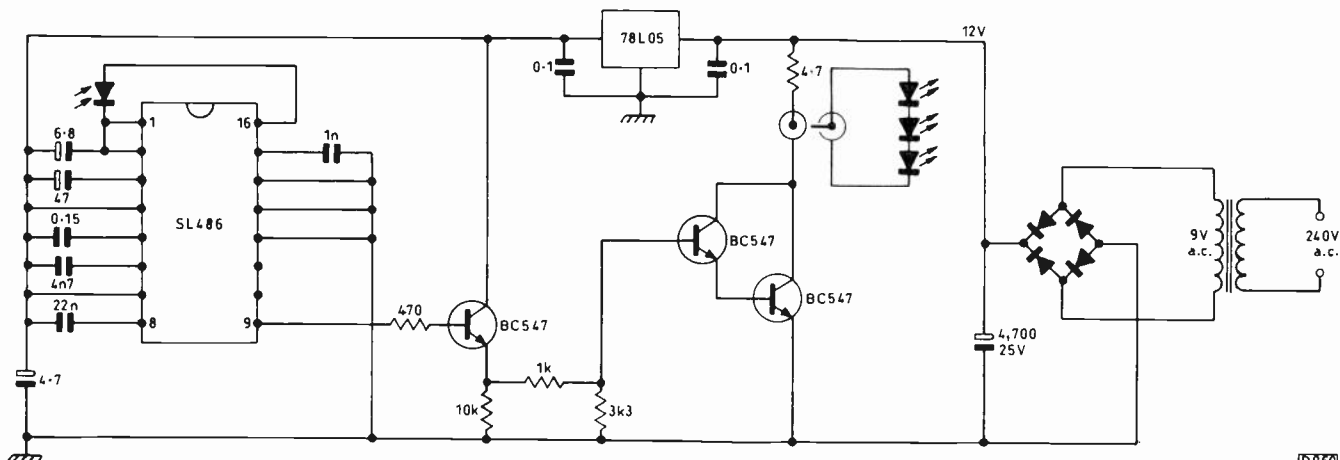 12V
78L05
0·1
0·1
4·7
1
16
1n
6·8
47
SL486
0·15
4n7
22n
8
9
470
BC547
BC547
BC547
9V
a.c.
240V
a.c.
4,700
25V
4·7
1k
10k
3k3